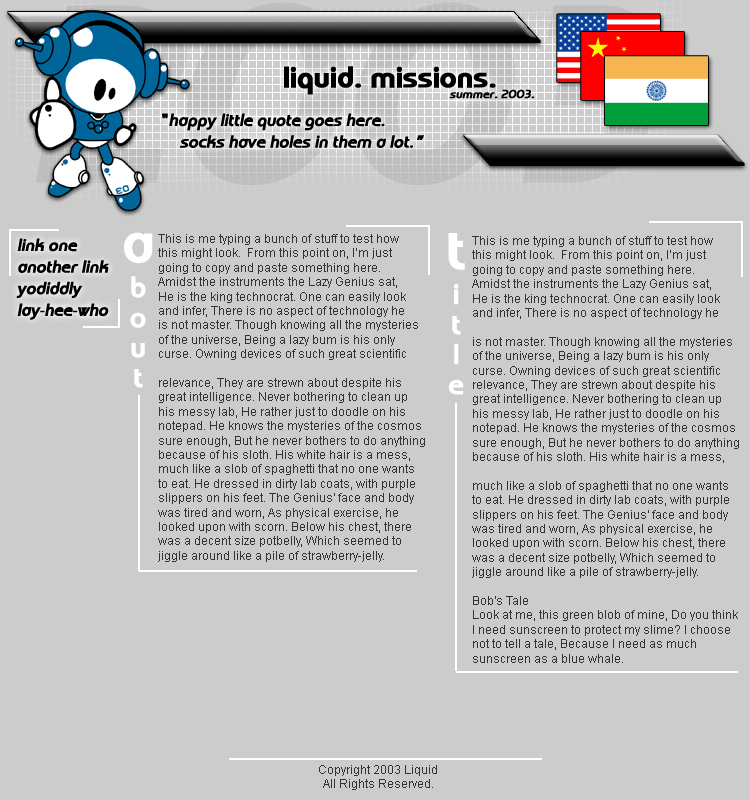 liquid. missions.
summer. 2003.
"happy little quote goes here.
socks have holes in them a lot."
EO
link one
another link
yodiddly
lay-hee-who
about
This is me typing a bunch of stuff to test how
this might look.  From this point on, I'm just
going to copy and paste something here.
Amidst the instruments the Lazy Genius sat,
He is the king technocrat. One can easily look
and infer, There is no aspect of technology he
is not master. Though knowing all the mysteries
of the universe, Being a lazy bum is his only
curse. Owning devices of such great scientific
relevance, They are strewn about despite his
great intelligence. Never bothering to clean up
his messy lab, He rather just to doodle on his
notepad. He knows the mysteries of the cosmos
sure enough, But he never bothers to do anything
because of his sloth. His white hair is a mess,
much like a slob of spaghetti that no one wants
to eat. He dressed in dirty lab coats, with purple
slippers on his feet. The Genius' face and body
was tired and worn, As physical exercise, he
looked upon with scorn. Below his chest, there
was a decent size potbelly, Which seemed to
jiggle around like a pile of strawberry-jelly.
title
This is me typing a bunch of stuff to test how
this might look.  From this point on, I'm just
going to copy and paste something here.
Amidst the instruments the Lazy Genius sat,
He is the king technocrat. One can easily look
and infer, There is no aspect of technology he
is not master. Though knowing all the mysteries
of the universe, Being a lazy bum is his only
curse. Owning devices of such great scientific
relevance, They are strewn about despite his
great intelligence. Never bothering to clean up
his messy lab, He rather just to doodle on his
notepad. He knows the mysteries of the cosmos
sure enough, But he never bothers to do anything
because of his sloth. His white hair is a mess,
much like a slob of spaghetti that no one wants
to eat. He dressed in dirty lab coats, with purple
slippers on his feet. The Genius' face and body
was tired and worn, As physical exercise, he
looked upon with scorn. Below his chest, there
was a decent size potbelly, Which seemed to
jiggle around like a pile of strawberry-jelly.
Bob's Tale
Look at me, this green blob of mine, Do you think
I need sunscreen to protect my slime? I choose
not to tell a tale, Because I need as much
sunscreen as a blue whale.
Copyright 2003 Liquid
All Rights Reserved.